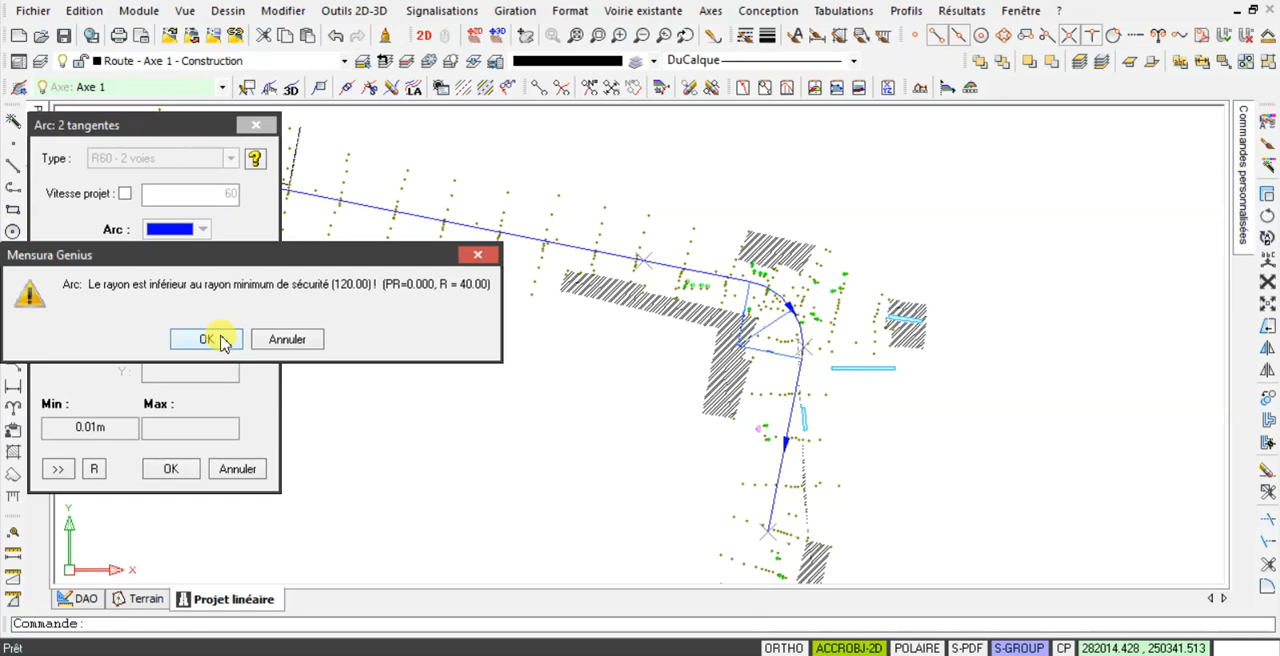 Fichier Edition Module Vue Dessin Modifier Outils 2D-3D Signalisations Giration Format Voirie existante Axes Conception Tabulations Profils Résultats Fenêtre ?
2D
Route - Axe 1 - Construction
DuCalque
Axe: Axe 1
3D
LA
Arc: 2 tangentes
Type : R60 - 2 voies
Vitesse projet : 60
Arc :
Mensura Genius
Arc: Le rayon est inférieur au rayon minimum de sécurité (120.00) ! (PR=0.000, R = 40.00)
OK Annuler
Y :
Min : Max :
0.01m
>> R OK Annuler
Commandes personnalisées
Y
X
DAO Terrain Projet linéaire
Commande:
Prêt ORTHO ACCROBJ-2D POLAIRE S-PDF S-GROUP CP 282014.428 , 250341.513